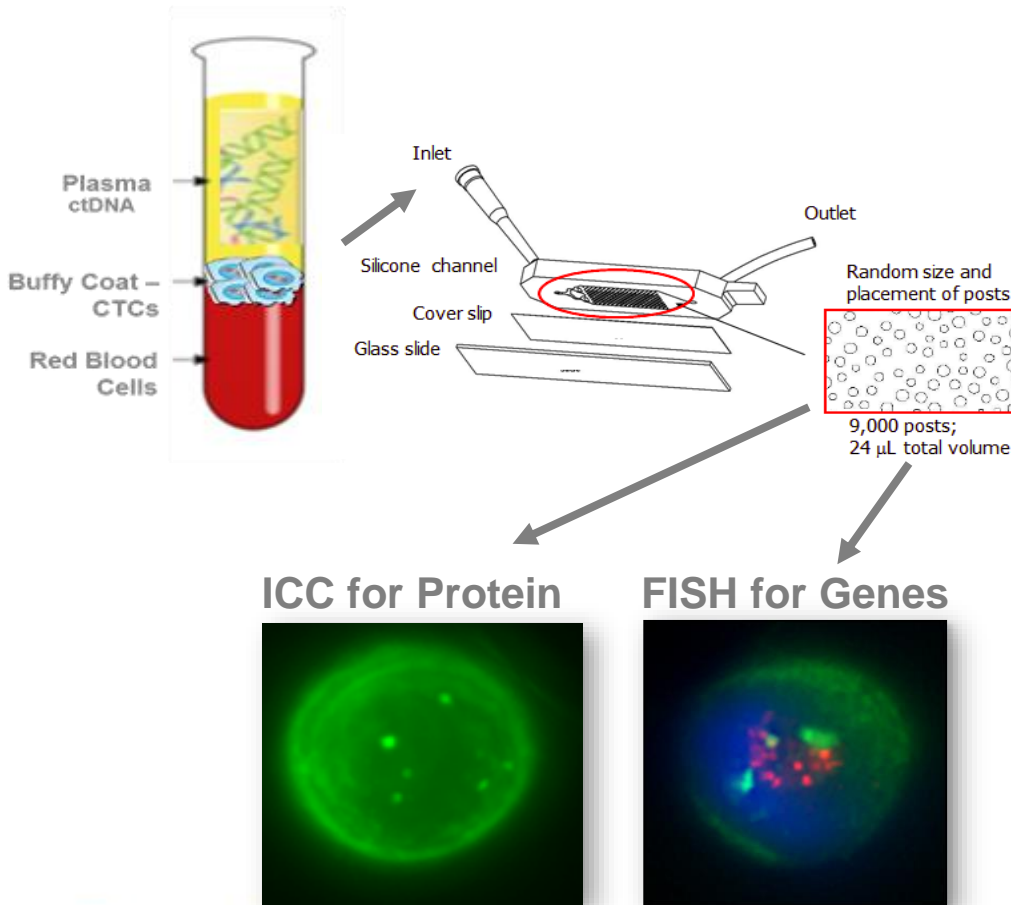 Plasma
ctDNA
Buffy Coat –
CTCs
Red Blood
Cells
Inlet
Outlet
Silicone channel
Cover slip
Glass slide
Random size and
placement of posts
9,000 posts;
24 μL total volume
ICC for Protein
FISH for Genes